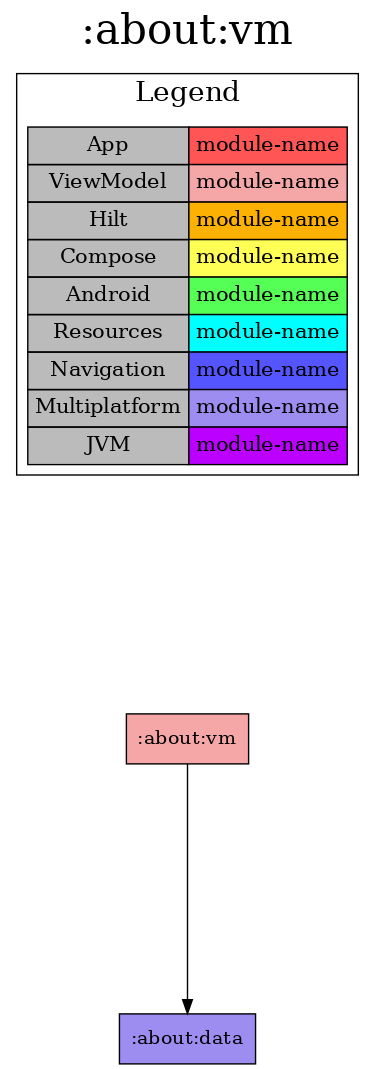 :about:vm
Legend
App module-name
ViewModel module-name
Hilt module-name
Compose module-name
Android module-name
Resources module-name
Navigation module-name
Multiplatform module-name
JVM module-name
:about:vm
:about:data